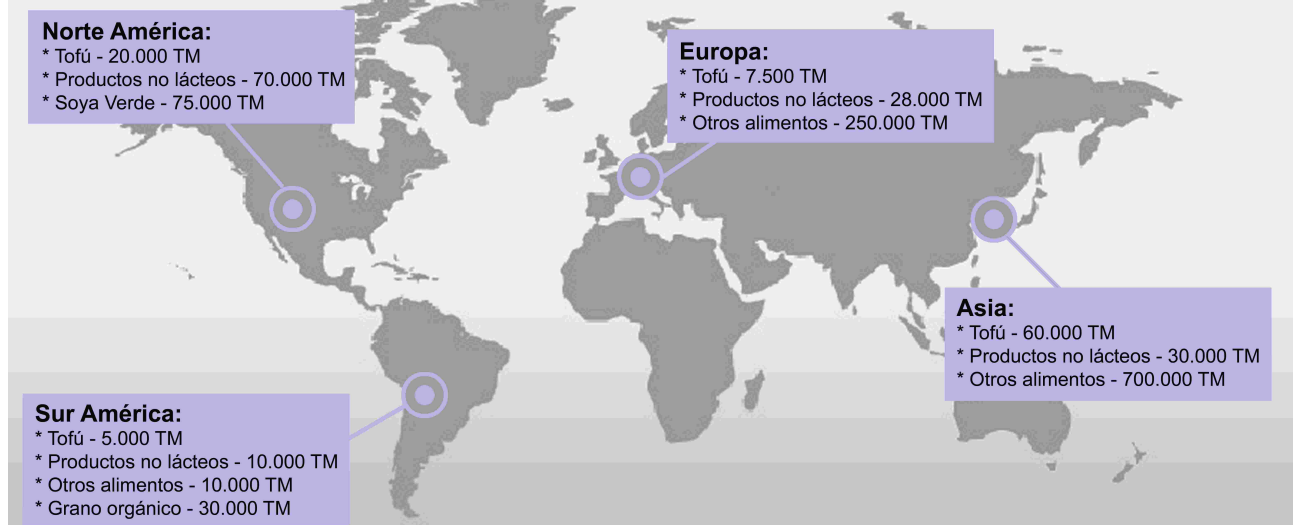 Norte América:
* Tofú - 20.000 TM
* Productos no lácteos - 70.000 TM
* Soya Verde - 75.000 TM
Europa:
* Tofú - 7.500 TM
* Productos no lácteos - 28.000 TM
* Otros alimentos - 250.000 TM
Asia:
* Tofú - 60.000 TM
* Productos no lácteos - 30.000 TM
* Otros alimentos - 700.000 TM
Sur América:
* Tofú - 5.000 TM
* Productos no lácteos - 10.000 TM
* Otros alimentos - 10.000 TM
* Grano orgánico - 30.000 TM